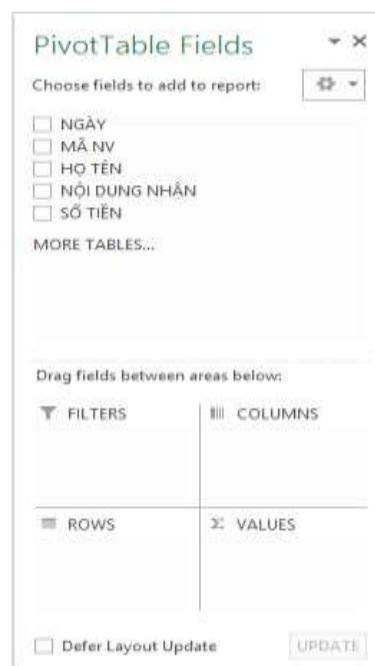 PivotTable Fields
Choose fields to add to report:
NGÀY
MÃ NV
HỌ TÊN
NỘI DUNG NHẬN
SỐ TIỀN
MORE TABLES...
Drag fields between areas below:
FILTERS
COLUMNS
ROWS
VALUES
Defer Layout Update
UPDATE